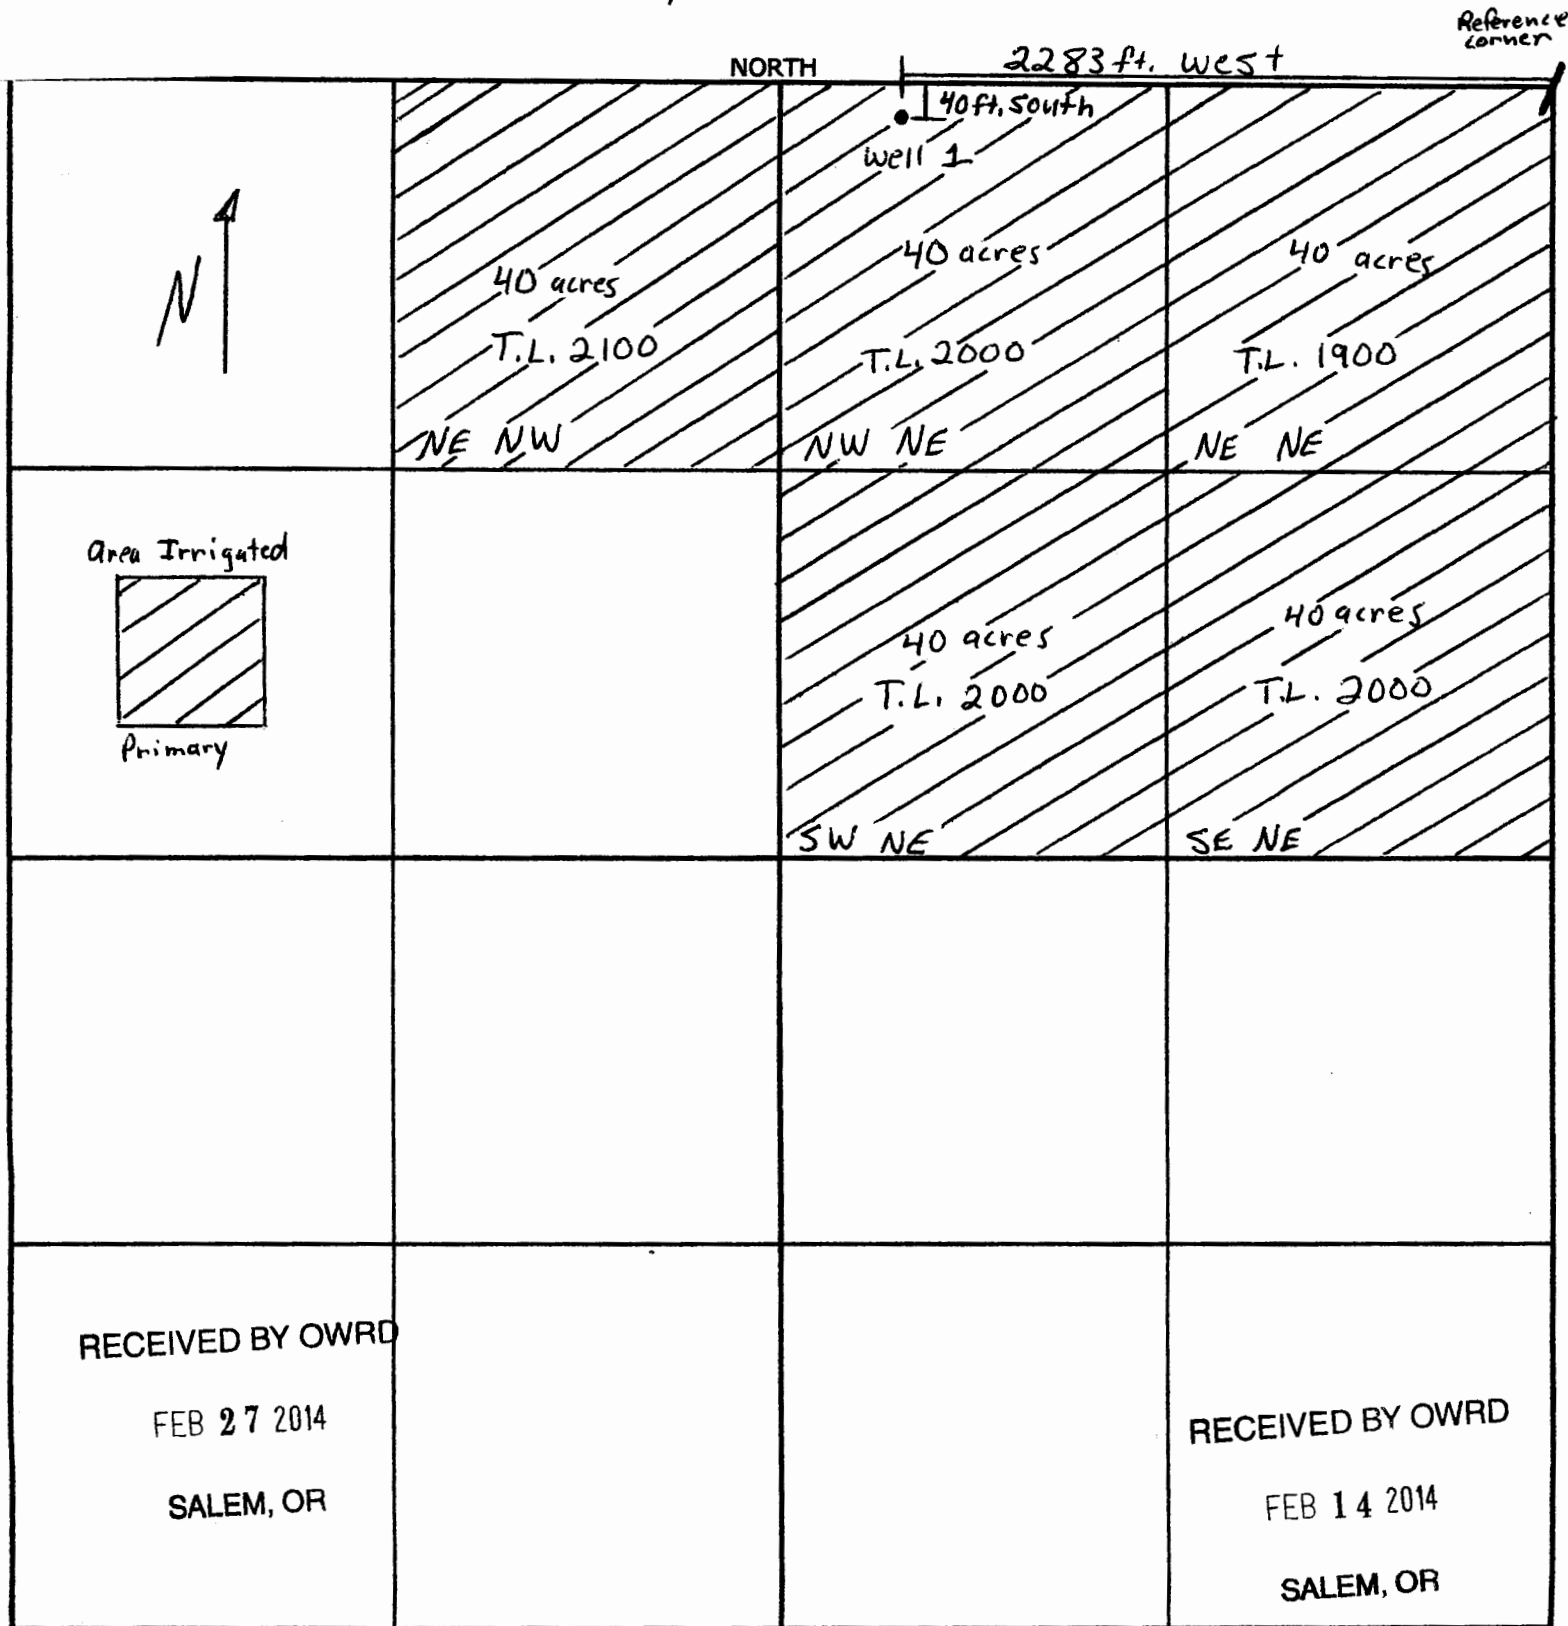 Reference
corner
NORTH
2283 ft. west
40 ft. south
well 1
N
40 acres
T.L. 2100
NE NW
40 acres
T.L. 2000
NW NE
40 acres
T.L. 1900
NE NE
Area Irrigated
Primary
40 acres
T.L. 2000
SW NE
40 acres
T.L. 2000
SE NE
RECEIVED BY OWRD
FEB 27 2014
SALEM, OR
RECEIVED BY OWRD
FEB 14 2014
SALEM, OR